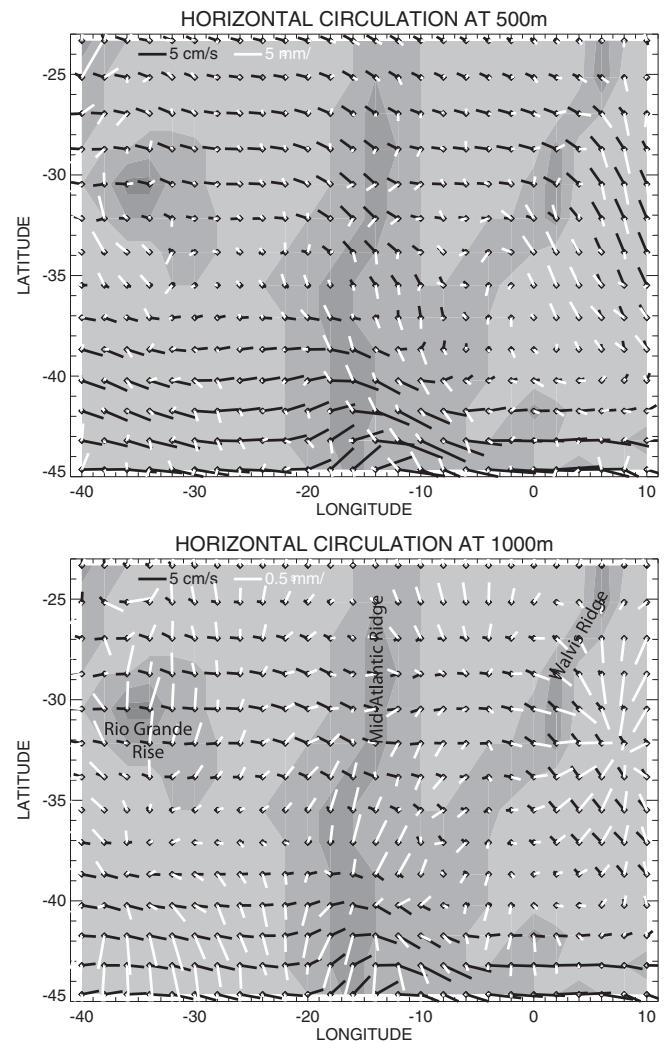 HORIZONTAL CIRCULATION AT 500m
5 cm/s 5 mm/
-25
-30
-35
-40
-45
LATITUDE
-40 -30 -20 -10 0 10
LONGITUDE
HORIZONTAL CIRCULATION AT 1000m
5 cm/s 0.5 mm/
-25
-30
-35
-40
-45
LATITUDE
Mid-Atlantic Ridge
Walvis Ridge
Rio Grande
Rise
-40 -30 -20 -10 0 10
LONGITUDE